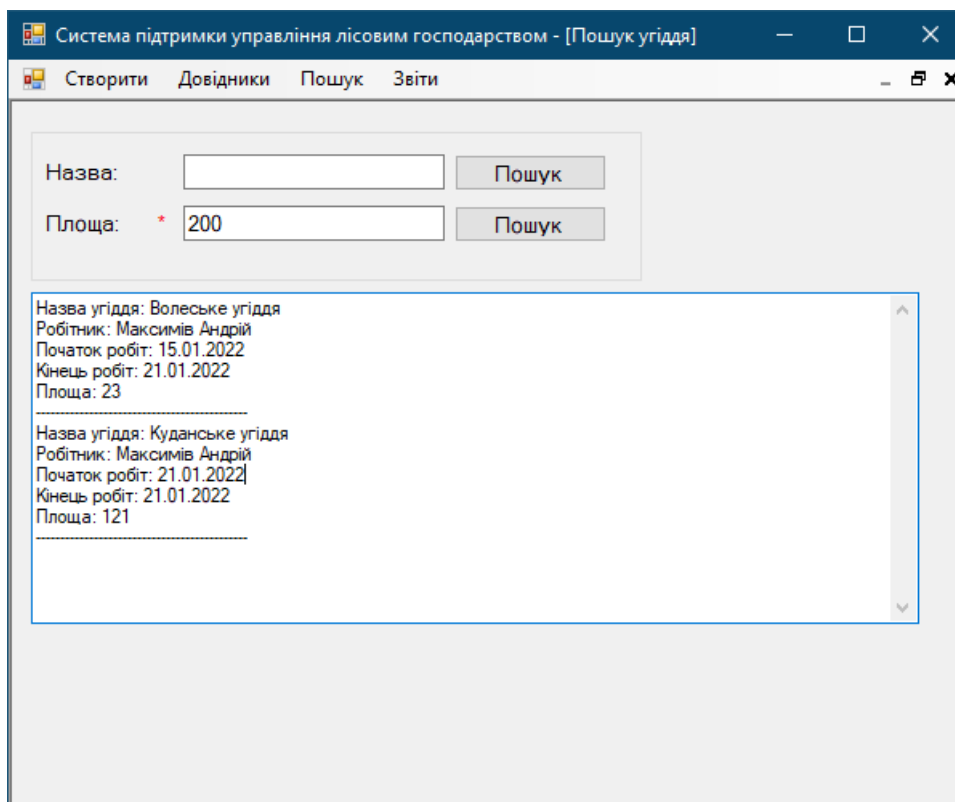 Система підтримки управління лісовим господарством - [Пошук угіддя]
Створити Довідники Пошук Звіти
Назва: Пошук
Площа: * 200 Пошук
Назва угіддя: Волеське угіддя
Робітник: Максимів Андрій
Початок робіт: 15.01.2022
Кінець робіт: 21.01.2022
Площа: 23
--------------------------------------------
Назва угіддя: Куданське угіддя
Робітник: Максимів Андрій
Початок робіт: 21.01.2022
Кінець робіт: 21.01.2022
Площа: 121
--------------------------------------------